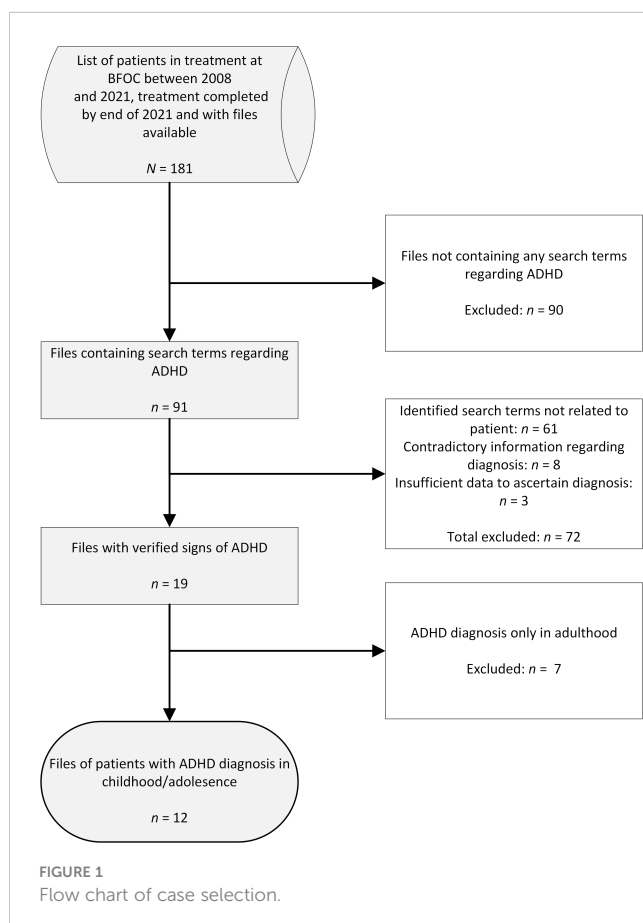 List of patients in treatment at
BFOC between 2008
and 2021, treatment completed
by end of 2021 and with files
available
N = 181
Files not containing any search terms
regarding ADHD
Excluded: n = 90
Files containing search terms regarding
ADHD
n = 91
Identified search terms not related to
patient: n = 61
Contradictory information regarding
diagnosis: n = 8
Insufficient data to ascertain diagnosis:
n = 3
Total excluded: n = 72
Files with verified signs of ADHD
n = 19
ADHD diagnosis only in adulthood
Excluded: n = 7
Files of patients with ADHD diagnosis in
childhood/adolesence
n = 12
FIGURE 1
Flow chart of case selection.